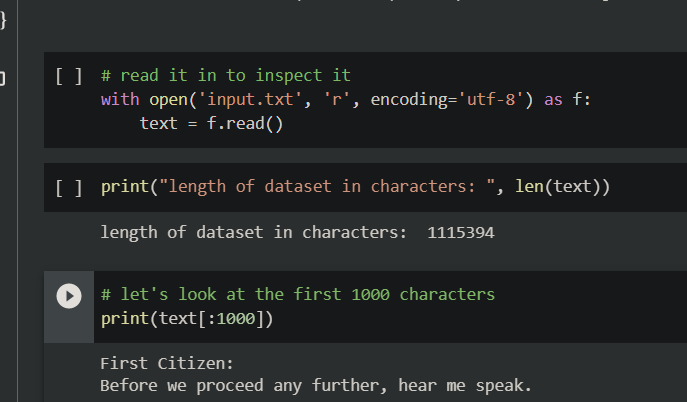 [ ] # read it in to inspect it
with open('input.txt', 'r', encoding='utf-8') as f:
    text = f.read()
[ ] print("length of dataset in characters: ", len(text))
length of dataset in characters:  1115394
# let's look at the first 1000 characters
print(text[:1000])
First Citizen:
Before we proceed any further, hear me speak.